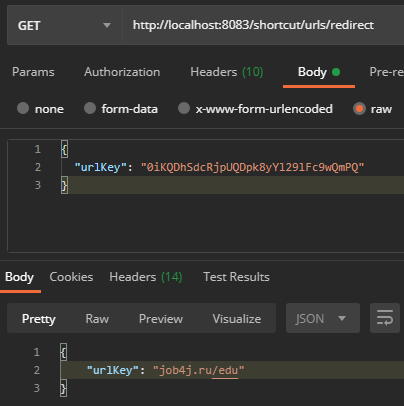 GET http://localhost:8083/shortcut/urls/redirect
Params Authorization Headers (10) Body Pre-re
none form-data x-www-form-urlencoded raw
1 {
2 "urlKey": "0iKQDhSdcRjpUQDpk8yYl29lFc9wQmPQ"
3 }
Body Cookies Headers (14) Test Results
Pretty Raw Preview Visualize JSON
1 {
2 "urlKey": "job4j.ru/edu"
3 }